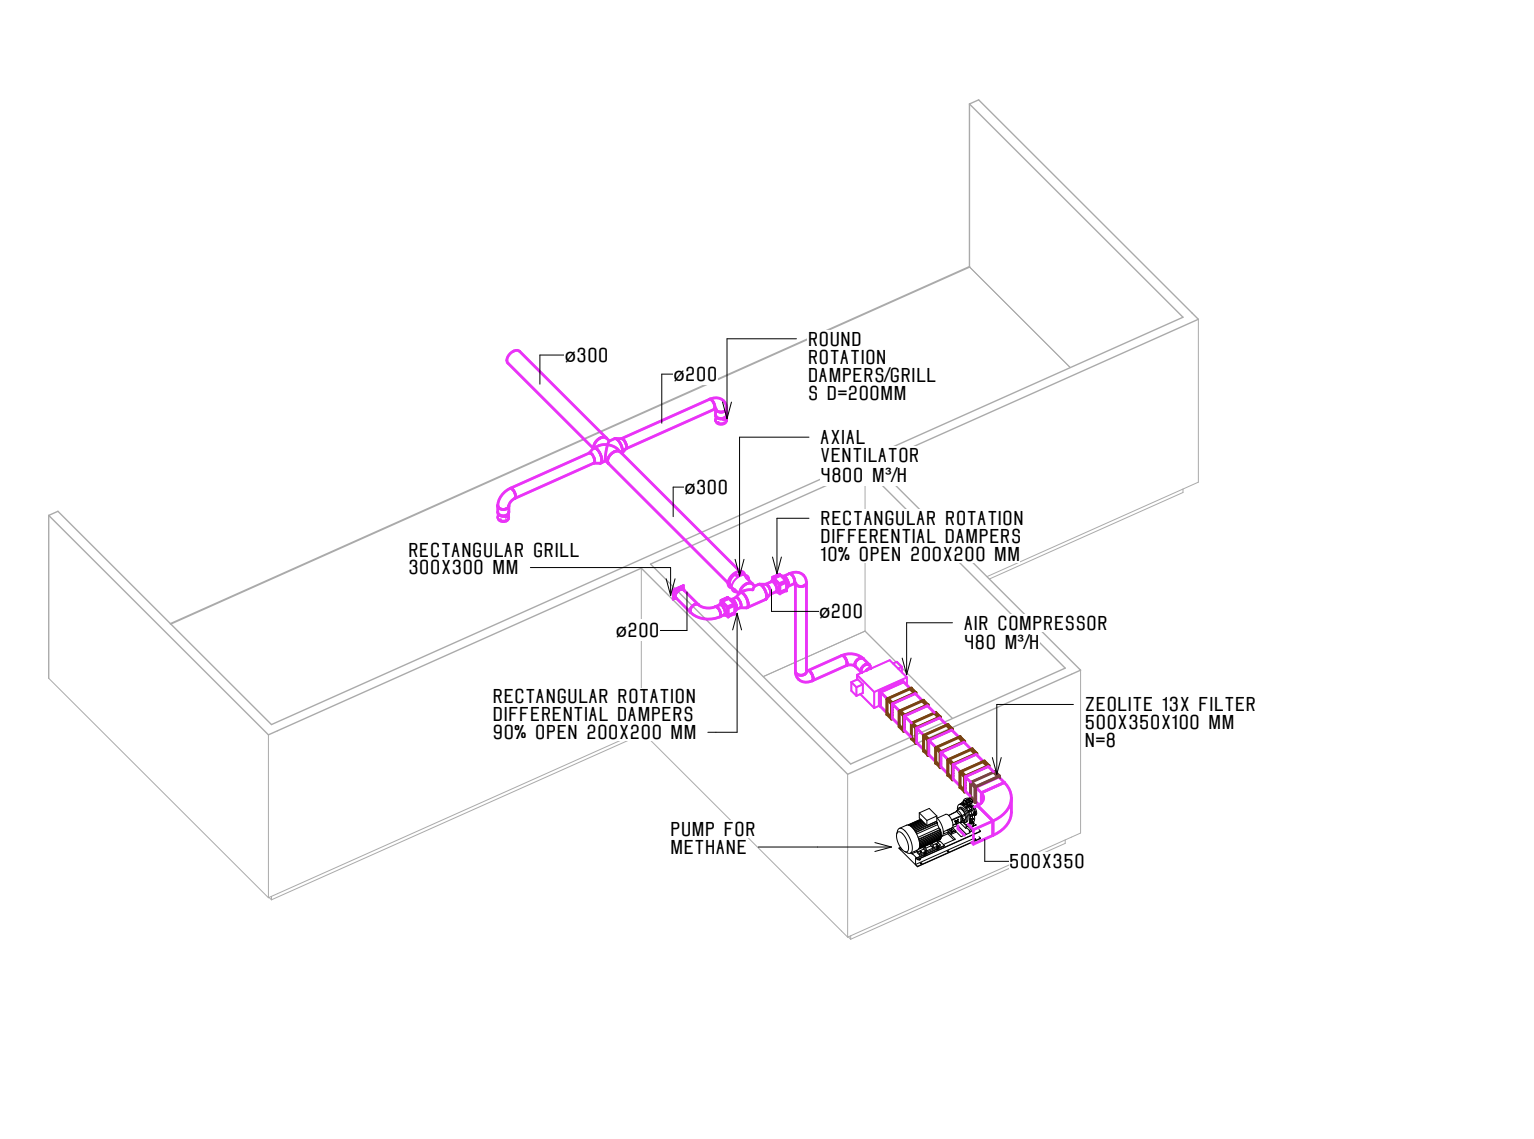 ø300
ø200
ROUND
ROTATION
DAMPERS/GRILL
S D=200MM
AXIAL
VENTILATOR
4800 M³/H
ø300
RECTANGULAR ROTATION
DIFFERENTIAL DAMPERS
10% OPEN 200X200 MM
RECTANGULAR GRILL
300X300 MM
ø200
ø200
AIR COMPRESSOR
480 M³/H
RECTANGULAR ROTATION
DIFFERENTIAL DAMPERS
90% OPEN 200X200 MM
ZEOLITE 13X FILTER
500X350X100 MM
N=8
PUMP FOR
METHANE
500X350